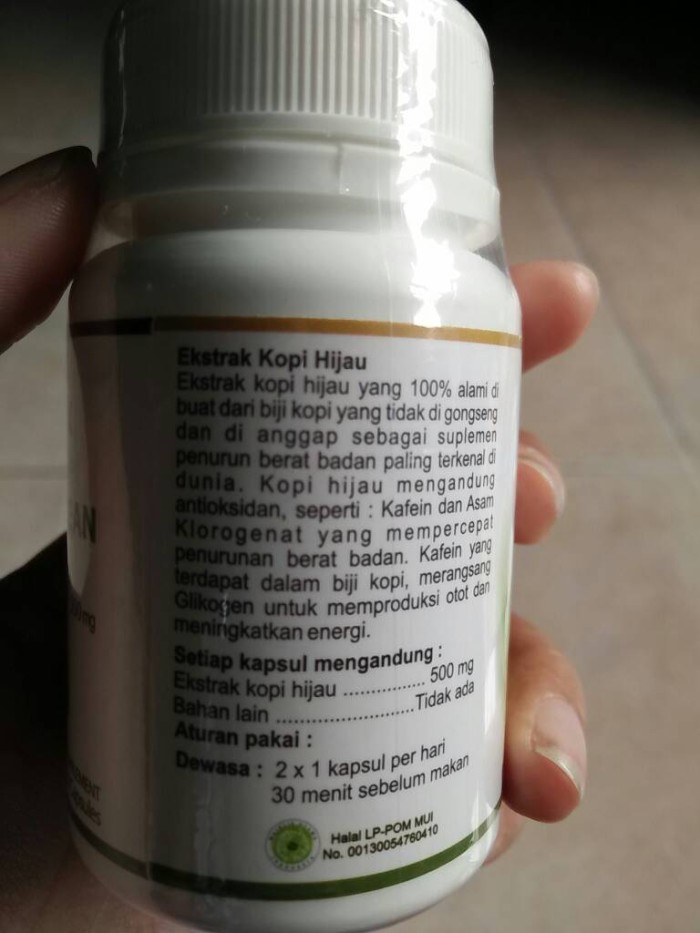 Ekstrak Kopi Hijau
Ekstrak kopi hijau yang 100% alami di
buat dari biji kopi yang tidak di gongseng
dan di anggap sebagai suplemen
penurun berat badan paling terkenal di
dunia. Kopi hijau mengandung
antioksidan, seperti : Kafein dan Asam
Klorogenat yang mempercepat
penurunan berat badan. Kafein yang
terdapat dalam biji kopi, merangsang
Glikogen untuk memproduksi otot dan
meningkatkan energi.
Setiap kapsul mengandung :
Ekstrak kopi hijau ................ 500 mg
Bahan lain ..........................Tidak ada
Aturan pakai :
Dewasa : 2 x 1 kapsul per hari
30 menit sebelum makan
Halal LP-POM MUI
No. 00130054760410